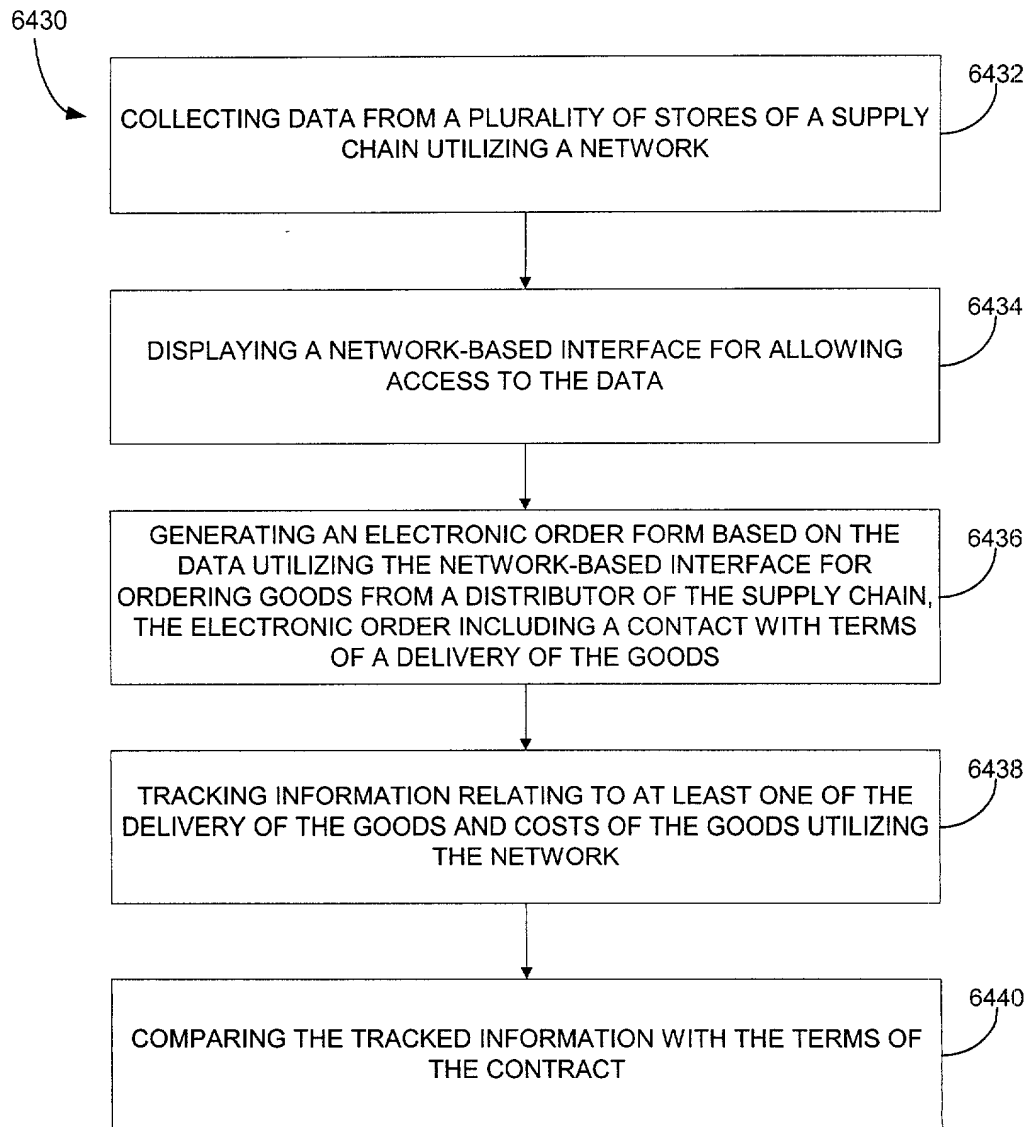 6430
6432
COLLECTING DATA FROM A PLURALITY OF STORES OF A SUPPLY
CHAIN UTILIZING A NETWORK
6434
DISPLAYING A NETWORK-BASED INTERFACE FOR ALLOWING
ACCESS TO THE DATA
6436
GENERATING AN ELECTRONIC ORDER FORM BASED ON THE
DATA UTILIZING THE NETWORK-BASED INTERFACE FOR
ORDERING GOODS FROM A DISTRIBUTOR OF THE SUPPLY CHAIN,
THE ELECTRONIC ORDER INCLUDING A CONTACT WITH TERMS
OF A DELIVERY OF THE GOODS
6438
TRACKING INFORMATION RELATING TO AT LEAST ONE OF THE
DELIVERY OF THE GOODS AND COSTS OF THE GOODS UTILIZING
THE NETWORK
6440
COMPARING THE TRACKED INFORMATION WITH THE TERMS OF
THE CONTRACT